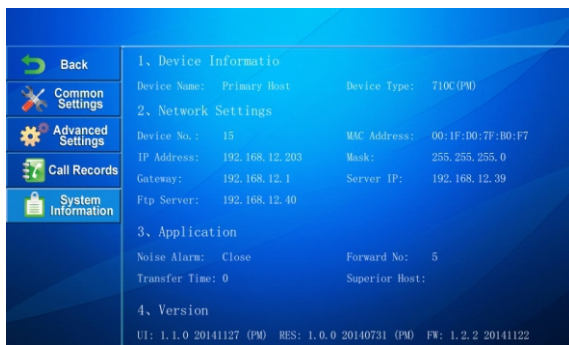 Back
Common
Settings
Advanced
Settings
Call Records
System
Information
1、Device Informatio
Device Name: Primary Host Device Type: 710C(PM)
2、Network Settings
Device No.: 15 MAC Address: 00:1F:D0:7F:B0:F7
IP Address: 192.168.12.203 Mask: 255.255.255.0
Gateway: 192.168.12.1 Server IP: 192.168.12.39
Ftp Server: 192.168.12.40
3、Application
Noise Alarm: Close Forward No: 5
Transfer Time: 0 Superior Host:
4、Version
UI: 1.1.0 20141127 (PM) RES: 1.0.0 20140731 (PM) FW: 1.2.2 20141122